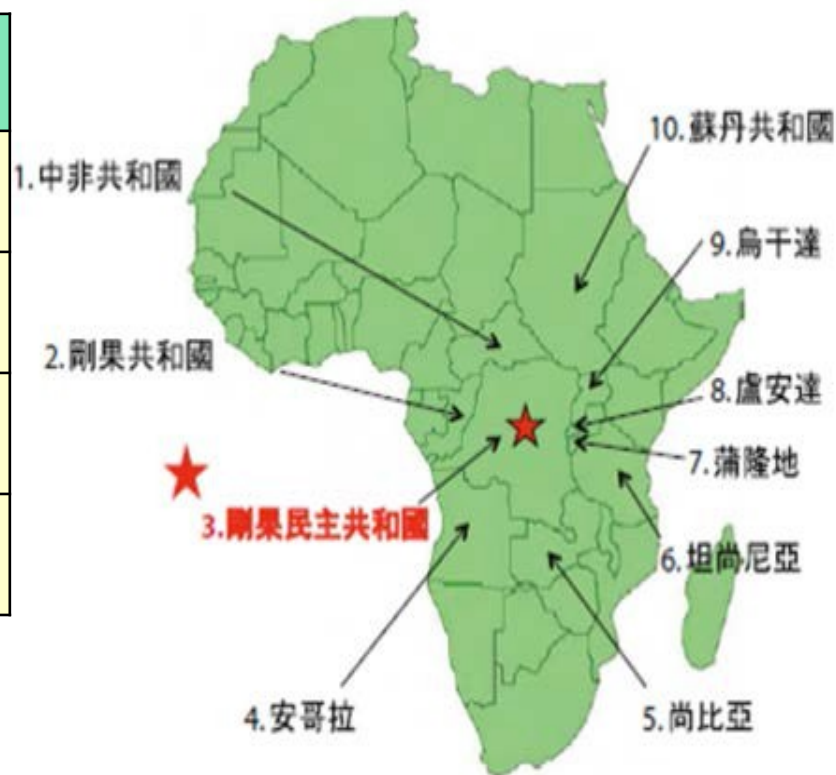 1.中非共和國
2.剛果共和國
3.剛果民主共和國
4.安哥拉
5.尚比亞
6.坦尚尼亞
7.蒲隆地
8.盧安達
9.烏干達
10.蘇丹共和國